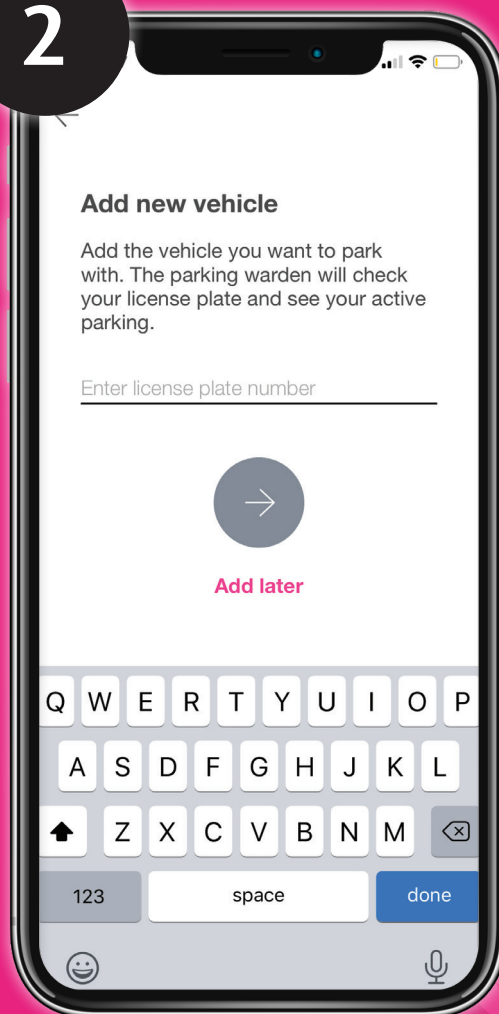 2
Add new vehicle
Add the vehicle you want to park
with. The parking warden will check
your license plate and see your active
parking.
Enter license plate number
Add later
Q W E R T Y U I O P
A S D F G H J K L
Z X C V B N M
123 space done